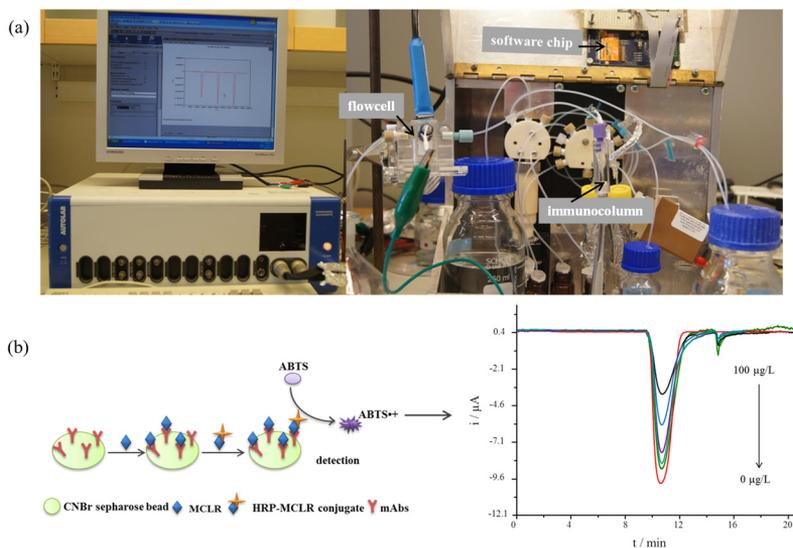 (a)
software chip
flowcell
immunocolumn
AUTOLAB
SCHOTT
250 ml
(b)
ABTS
ABTS•+
detection
CNBr sepharose bead
MCLR
HRP-MCLR conjugate
mAbs
0.4
-2.1
-4.6
-7.1
-9.6
-12.1
i / µA
100 µg/L
0 µg/L
0
4
8
12
16
20
t / min